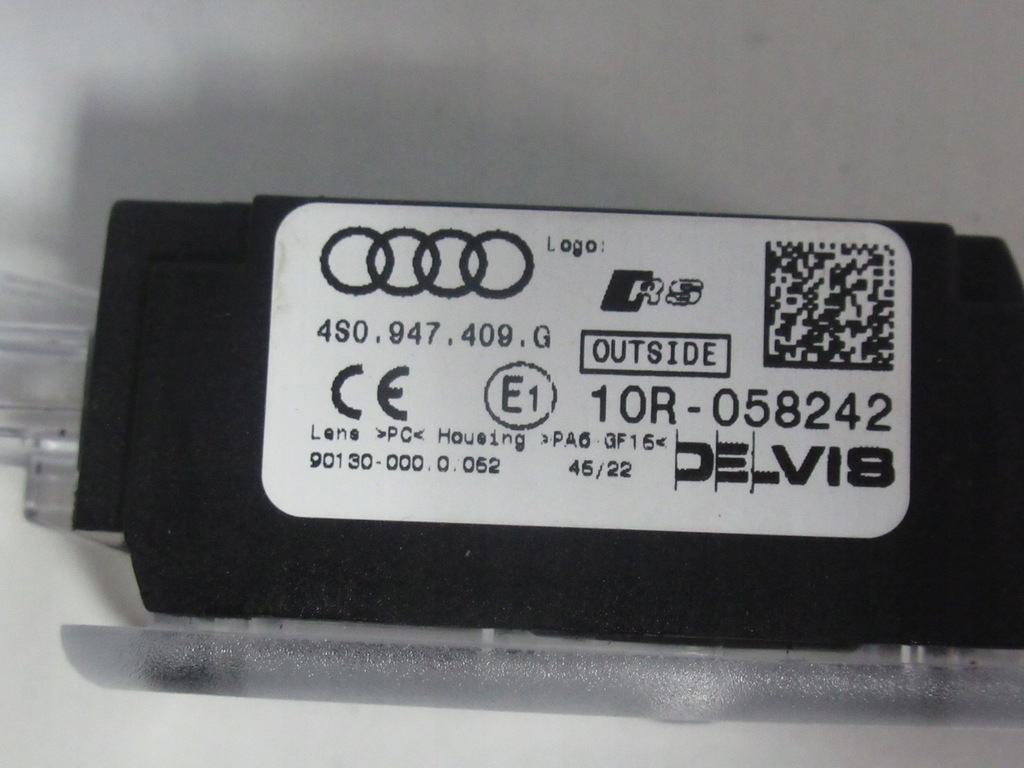 Logo:
RS
4S0.947.409.G
OUTSIDE
CE E1 10R-058242
Lens >PC< Housing >PA6 GF15<
90130-000.0.052 45/22
DELVIS